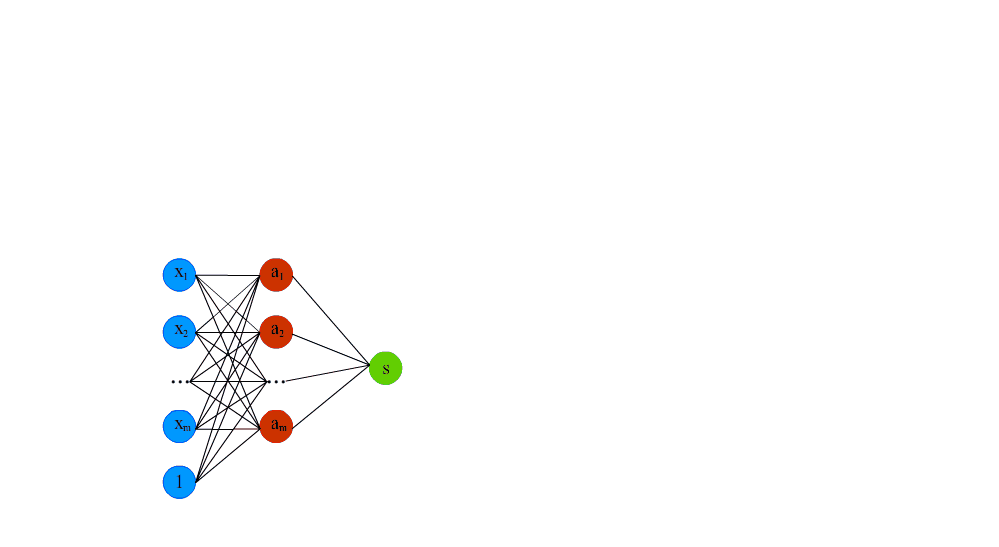 x₁ a₁
x₂ a₂
s
... ...
xₘ aₘ
1